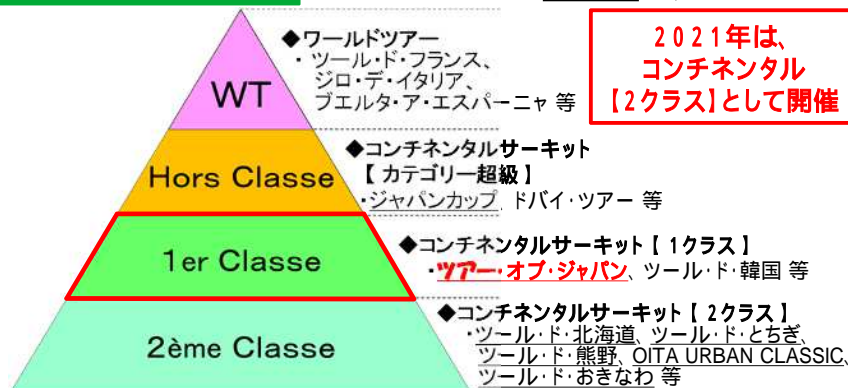 ◆ワールドツアー
・ ツール・ド・フランス、
ジロ・デ・イタリア、
ブエルタ・ア・エスパーニャ 等
2021年は、
コンチネンタル
【2クラス】として開催
WT
◆コンチネンタルサーキット
【 カテゴリー超級 】
・ジャパンカップ、ドバイ・ツアー 等
Hors Classe
◆コンチネンタルサーキット【 1クラス 】
・ツアー・オブ・ジャパン、ツール・ド・韓国 等
1er Classe
◆コンチネンタルサーキット【 2クラス 】
・ツール・ド・北海道、ツール・ド・とちぎ、
ツール・ド・熊野、OITA URBAN CLASSIC、
ツール・ド・おきなわ 等
2ème Classe